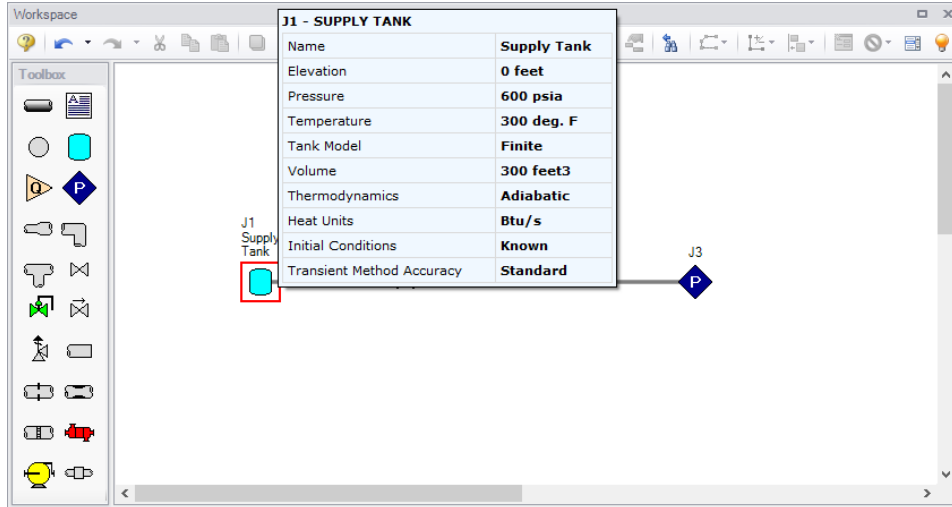 Workspace
J1 - SUPPLY TANK
Name Supply Tank
Elevation 0 feet
Pressure 600 psia
Temperature 300 deg. F
Tank Model Finite
Volume 300 feet3
Thermodynamics Adiabatic
Heat Units Btu/s
Initial Conditions Known
Transient Method Accuracy Standard
Toolbox
A
Q
P
J1
Supply
Tank
J3
P